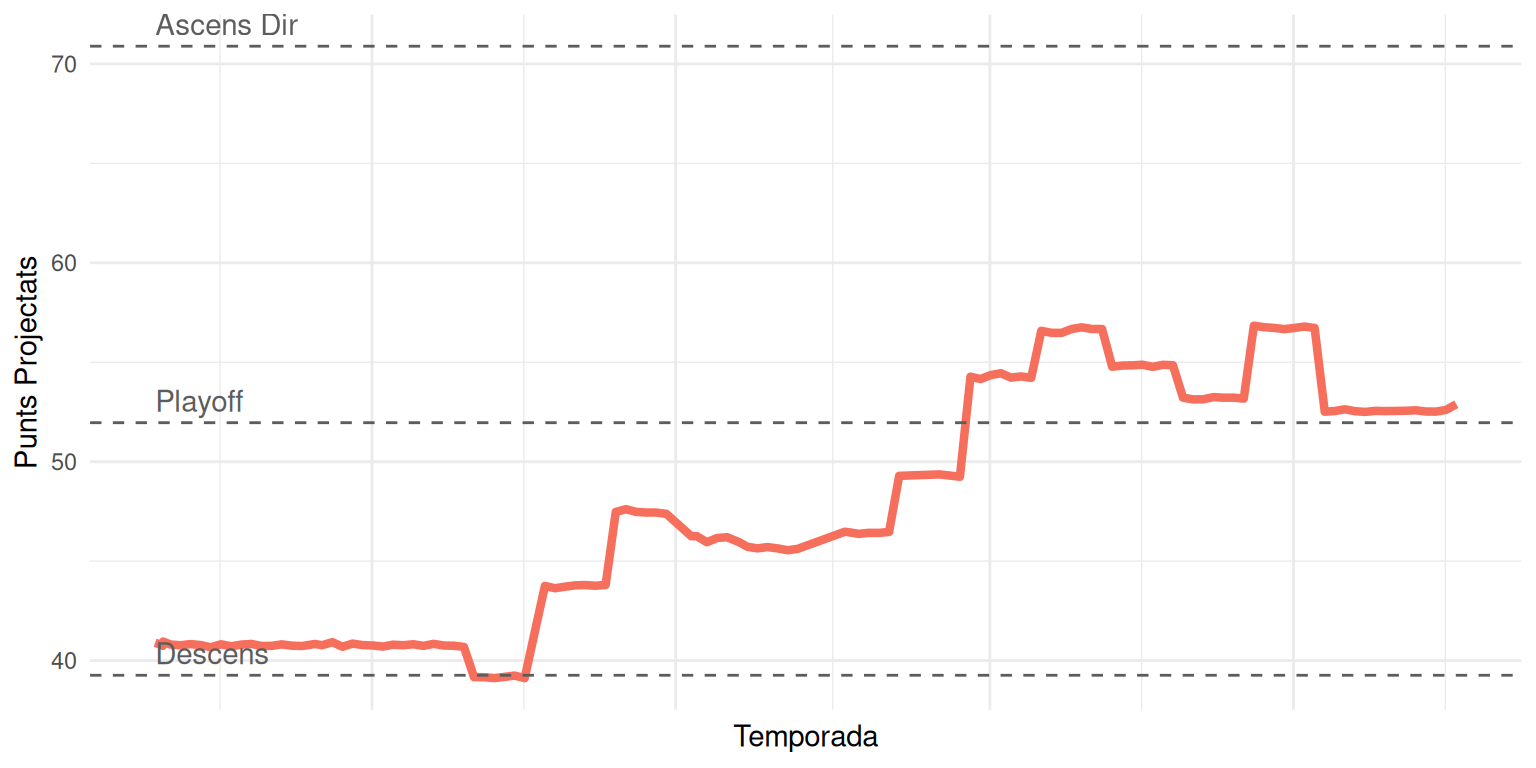 Ascens Dir
70
60
Punts Projectats
Playoff
50
Descens
40
Temporada